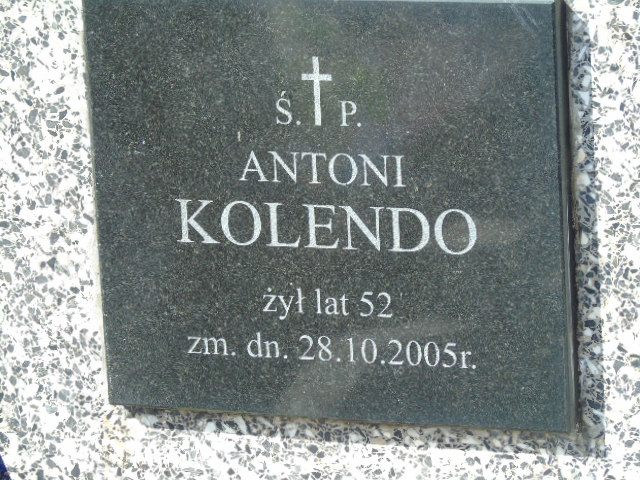 Ś. P.
ANTONI
KOLENDO
żył lat 52
zm. dn. 28.10.2005r.